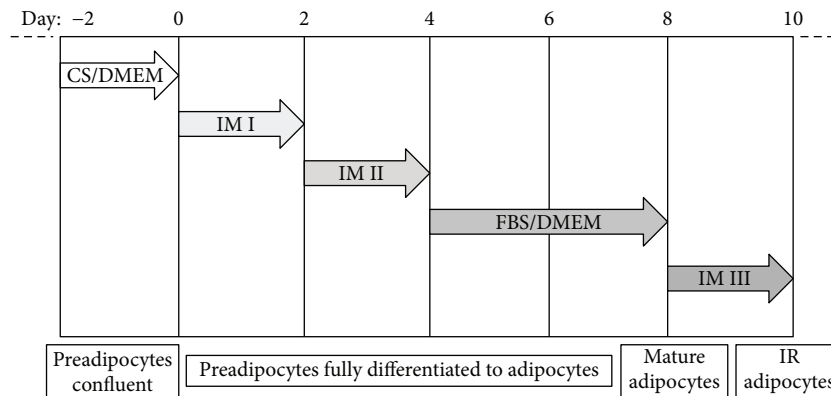 Day: −2 0 2 4 6 8 10
CS/DMEM
IM I
IM II
FBS/DMEM
IM III
Preadipocytes
confluent
Preadipocytes fully differentiated to adipocytes
Mature
adipocytes
IR
adipocytes